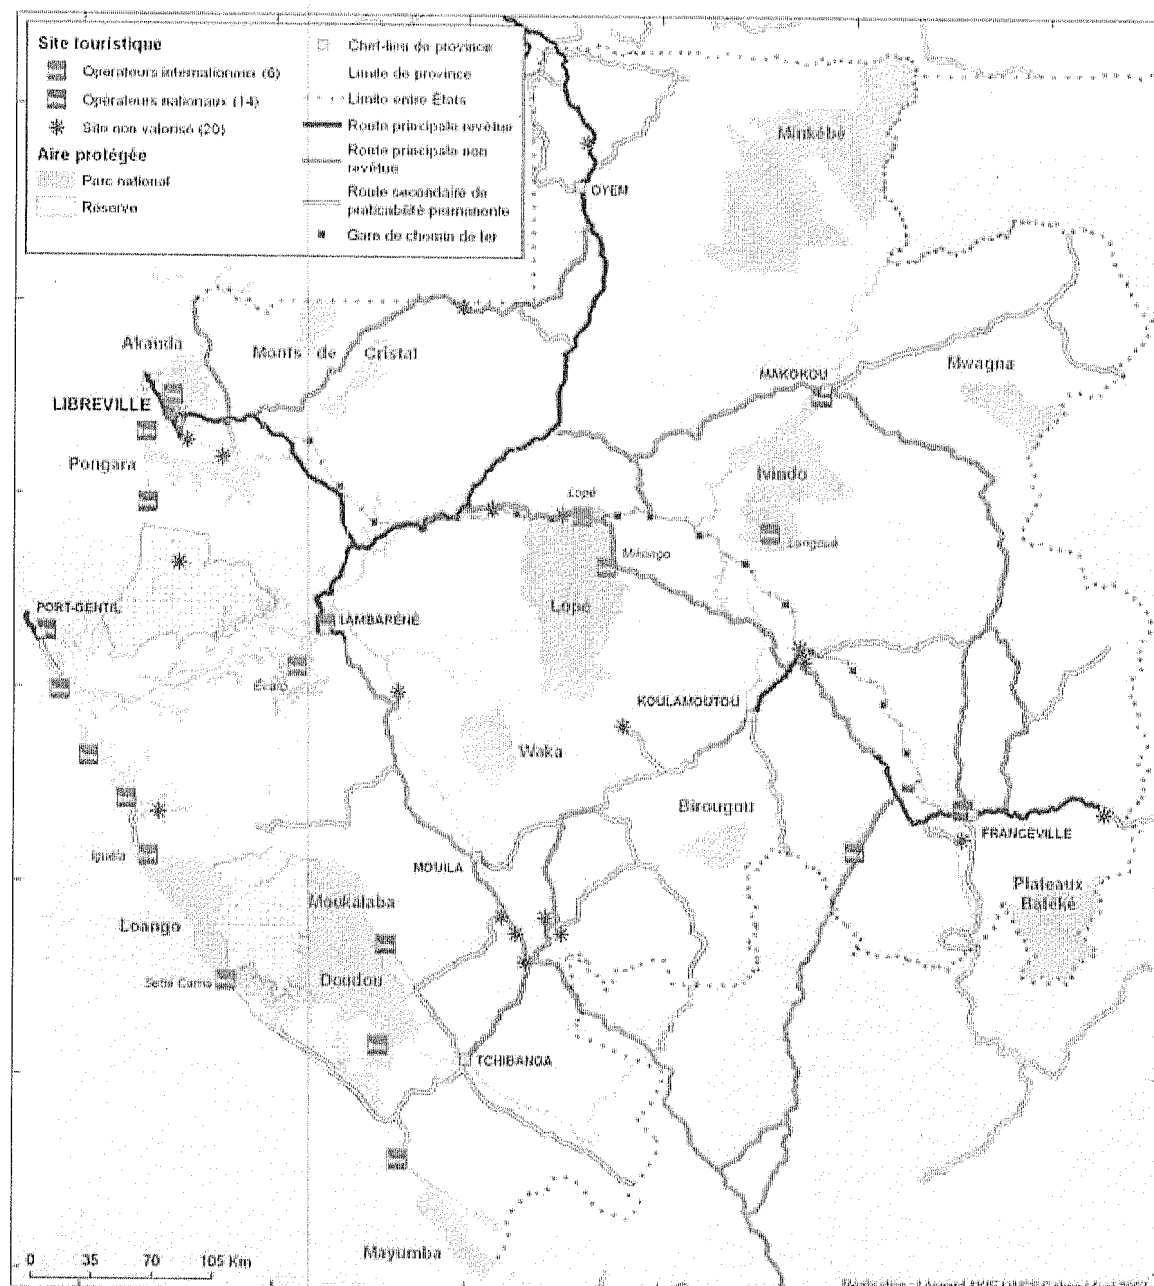 Site touristique
Opérateurs internationaux (6)
Opérateurs nationaux (14)
Site non valorisé (20)
Aire protégée
Parc national
Réserve
Chef-lieu de province
Limite de province
Limite entre États
Route principale revêtue
Route principale non
revêtue
Route secondaire de
praticabilité permanente
Gare de chemin de fer
Minkébé
OYEM
Akanda
Monts de Cristal
MAKOKOU
Mwagna
LIBREVILLE
Pongara
Ivindo
Lopé
Langoué
Mikongo
PORT-GENTIL
LAMBARÉNÉ
Lopé
Evaro
KOULAMOUTOU
Waka
Birougou
FRANCEVILLE
Iguéla
MOUILA
Plateaux
Batéké
Moukalaba
Loango
Setté Cama
Doudou
TCHIBANGA
Mayumba
0 35 70 105 Km